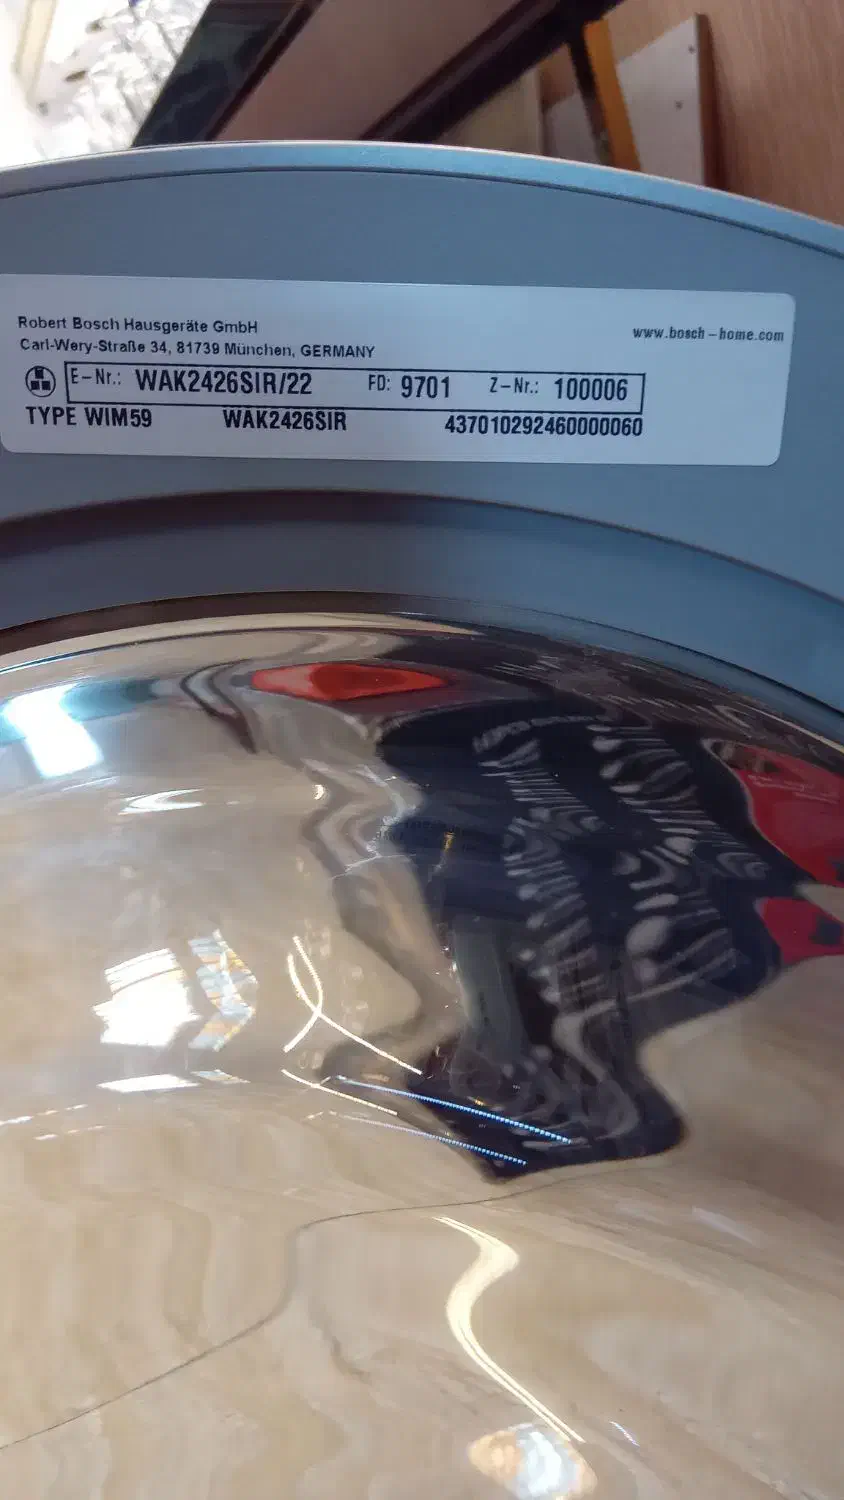 Robert Bosch Hausgeräte GmbH
Carl-Wery-Straße 34, 81739 München, GERMANY
www.bosch-home.com
E-Nr.: WAK2426SIR/22 FD: 9701 Z-Nr.: 100006
TYPE WIM59 WAK2426SIR 437010292460000060